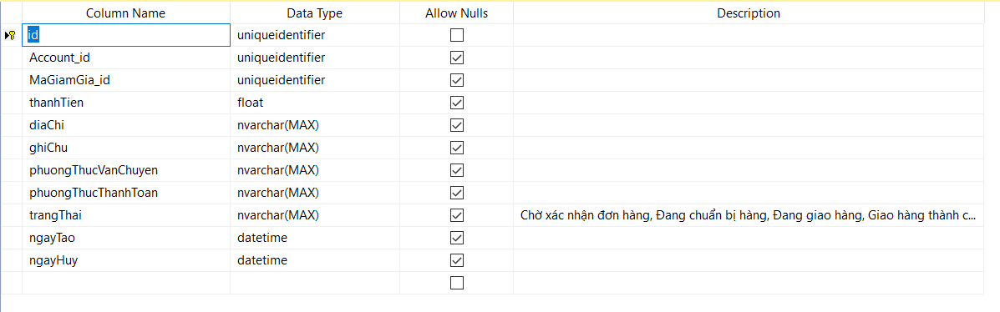 Column Name Data Type Allow Nulls Description
id uniqueidentifier
Account_id uniqueidentifier
MaGiamGia_id uniqueidentifier
thanhTien float
diaChi nvarchar(MAX)
ghiChu nvarchar(MAX)
phuongThucVanChuyen nvarchar(MAX)
phuongThucThanhToan nvarchar(MAX)
trangThai nvarchar(MAX) Chờ xác nhận đơn hàng, Đang chuẩn bị hàng, Đang giao hàng, Giao hàng thành c...
ngayTao datetime
ngayHuy datetime